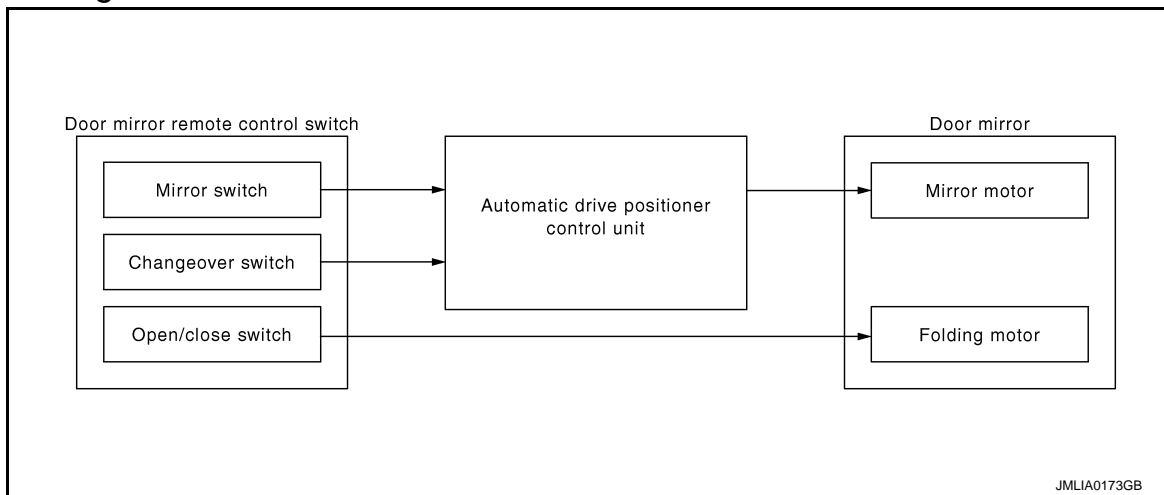 Door mirror remote control switch
Mirror switch
Changeover switch
Open/close switch
Automatic drive positioner
control unit
Door mirror
Mirror motor
Folding motor
JMLIA0173GB